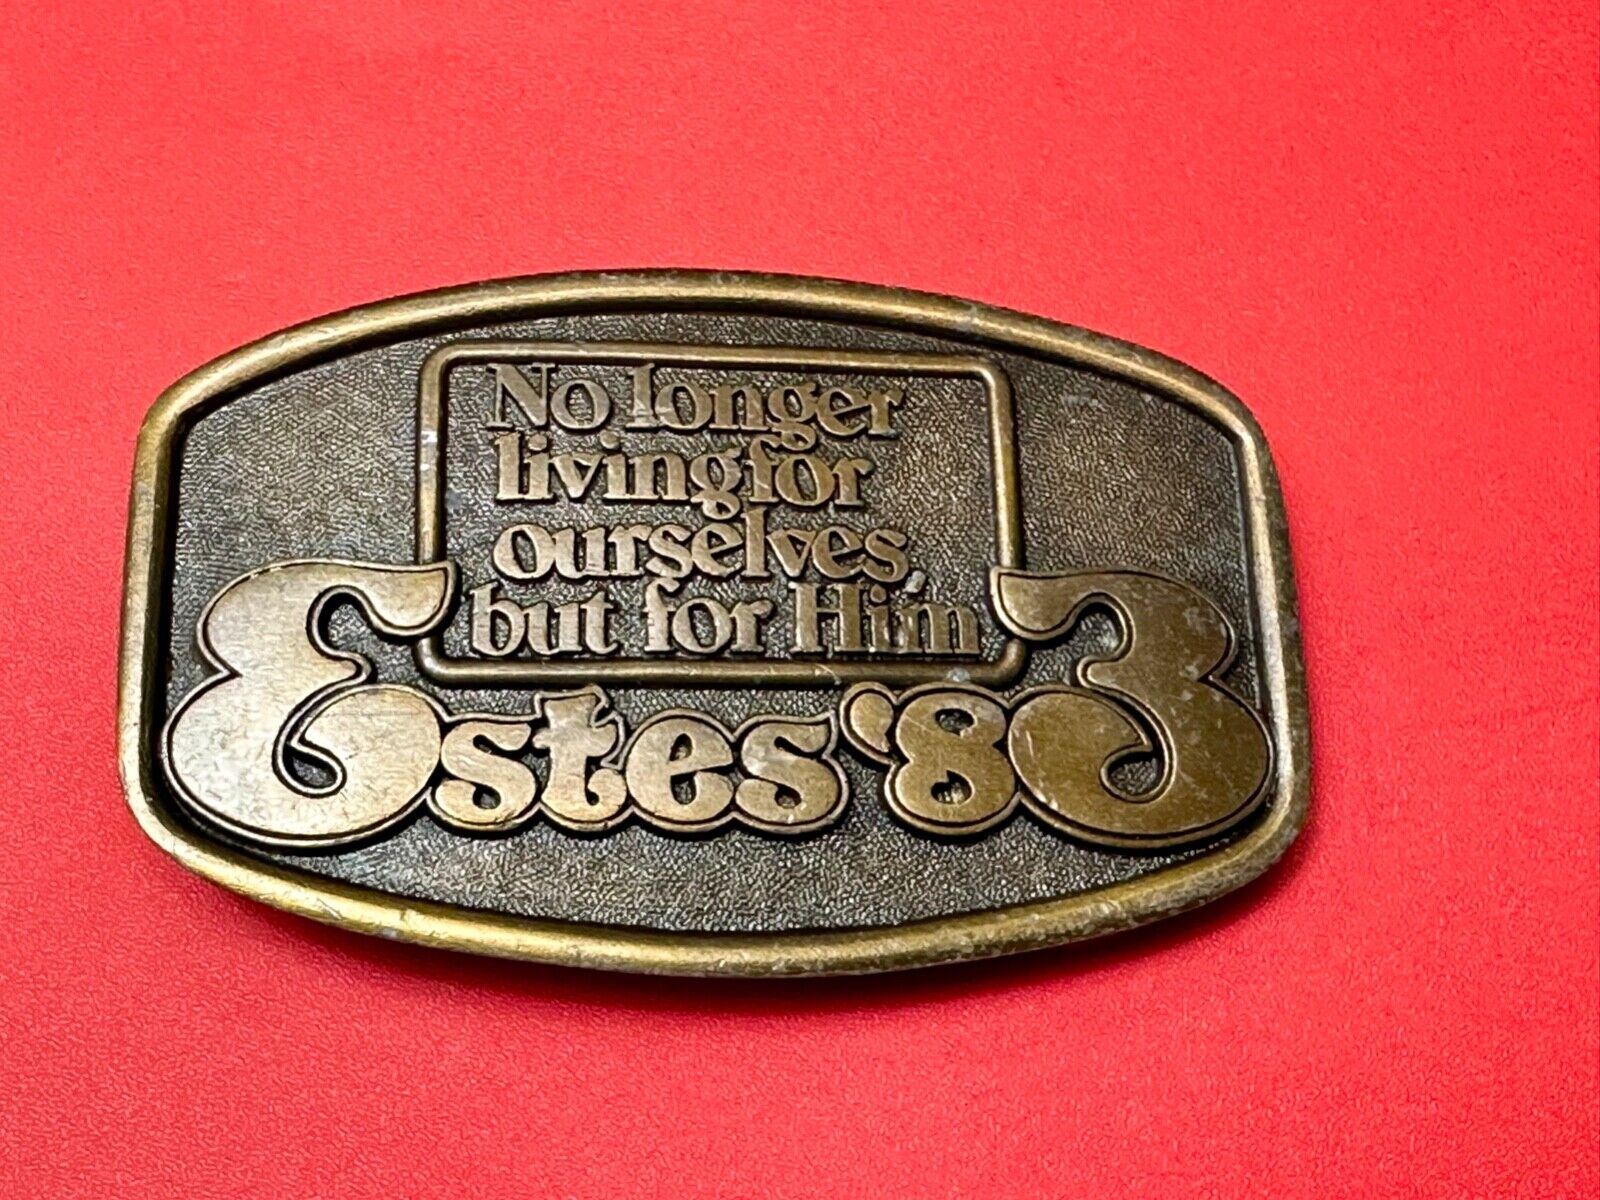 No longer
living for
ourselves,
but for Him
Estes '83